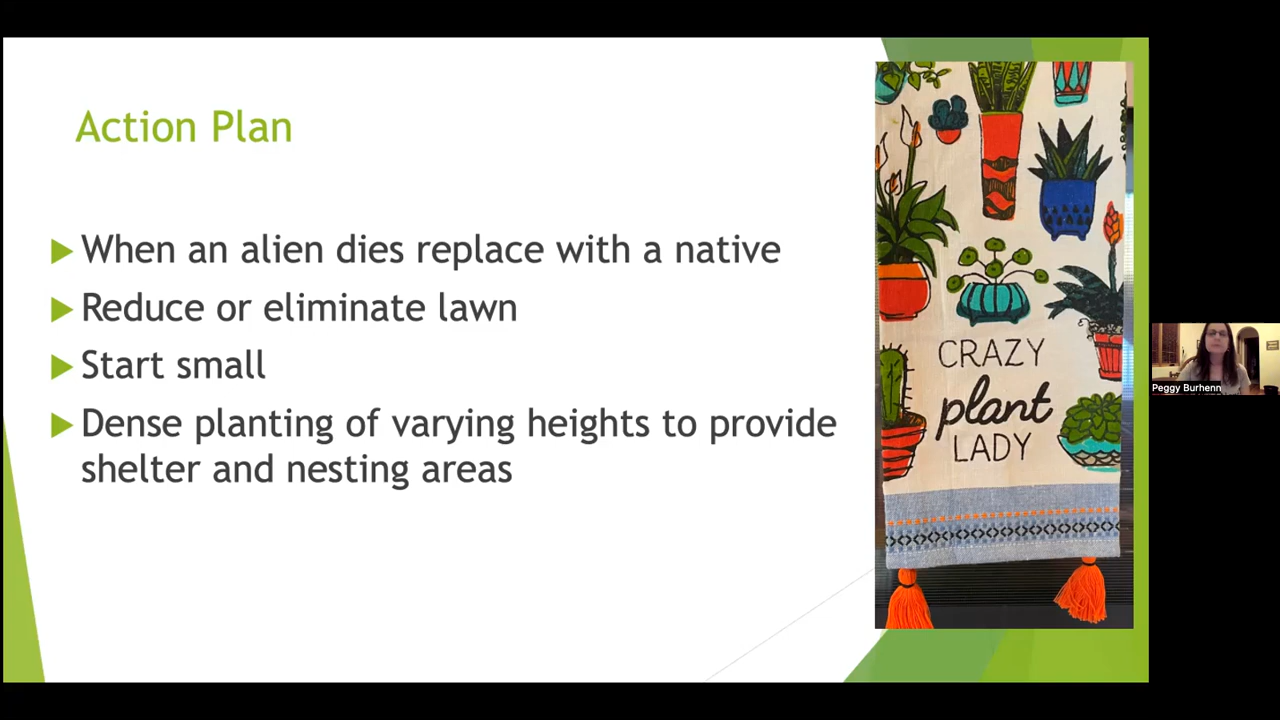 Action Plan
When an alien dies replace with a native
Reduce or eliminate lawn
Start small
Dense planting of varying heights to provide
shelter and nesting areas
CRAZY
plant
LADY
Peggy Burhenn